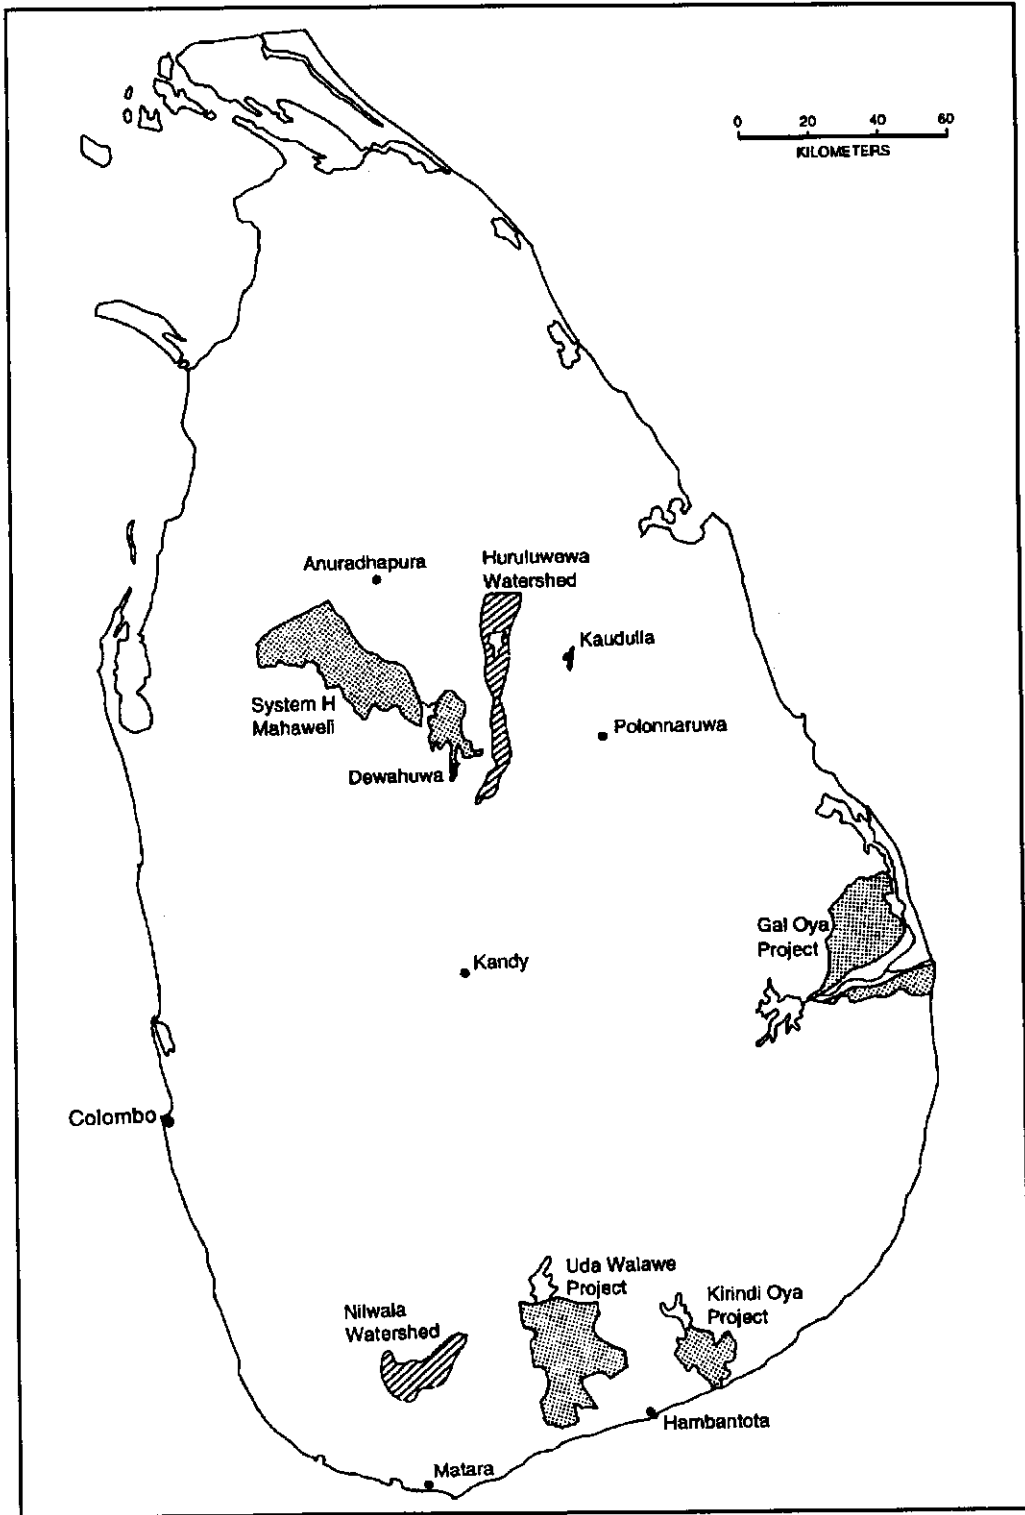 0 20 40 60
KILOMETERS
Anuradhapura
Huruluwewa
Watershed
Kaudulla
System H
Mahaweli
Polonnaruwa
Dewahuwa
Gal Oya
Project
Kandy
Colombo
Uda Walawe
Project
Kirindi Oya
Project
Nilwala
Watershed
Hambantota
Matara